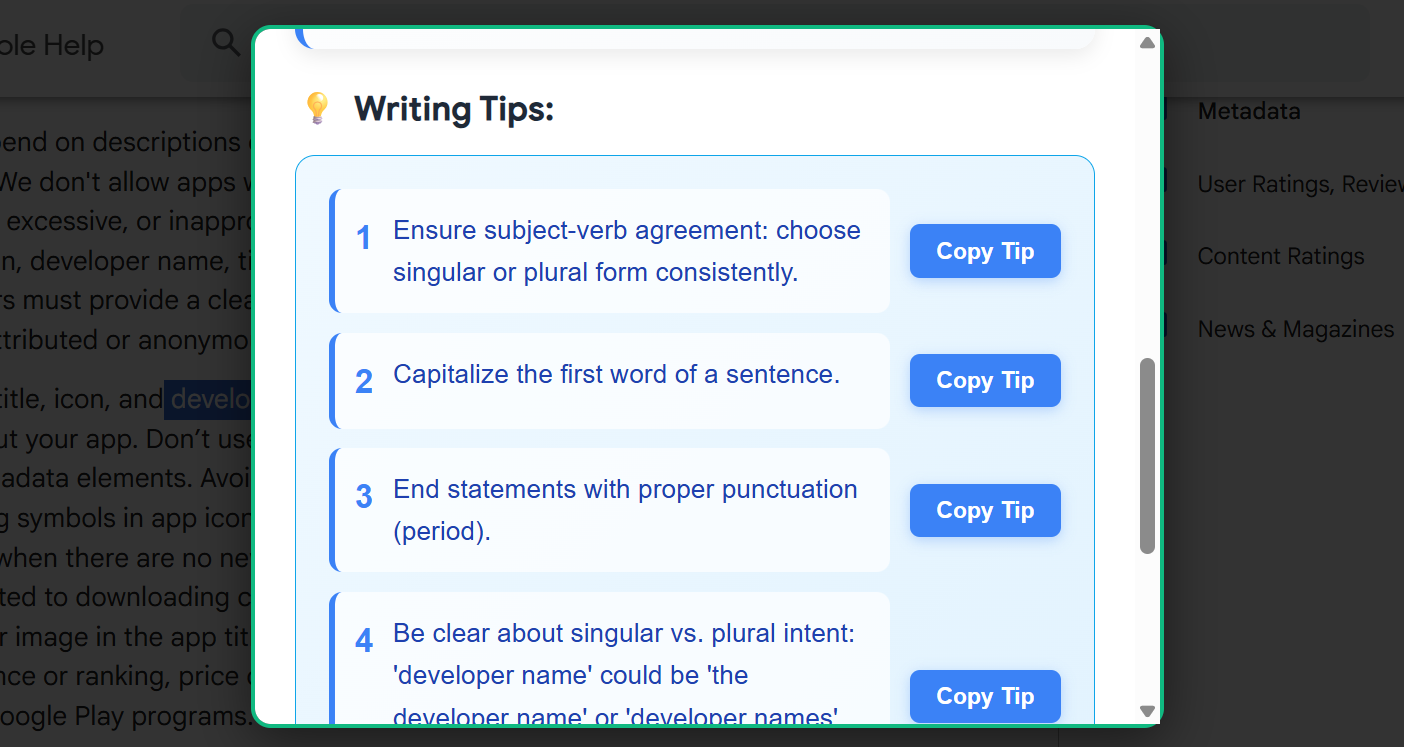 ole Help
Writing Tips:
1 Ensure subject-verb agreement: choose
singular or plural form consistently.
Copy Tip
2 Capitalize the first word of a sentence.
Copy Tip
3 End statements with proper punctuation
(period).
Copy Tip
4 Be clear about singular vs. plural intent:
'developer name' could be 'the
developer name' or 'developer names'
Copy Tip
end on descriptions
We don't allow apps
excessive, or inappro
n, developer name, ti
rs must provide a clea
ttributed or anonymo
title, icon, and develo
ut your app. Don’t use
adata elements. Avoi
g symbols in app icon
when there are no ne
ted to downloading c
r image in the app tit
nce or ranking, price
oogle Play programs.
Metadata
User Ratings, Review
Content Ratings
News & Magazines